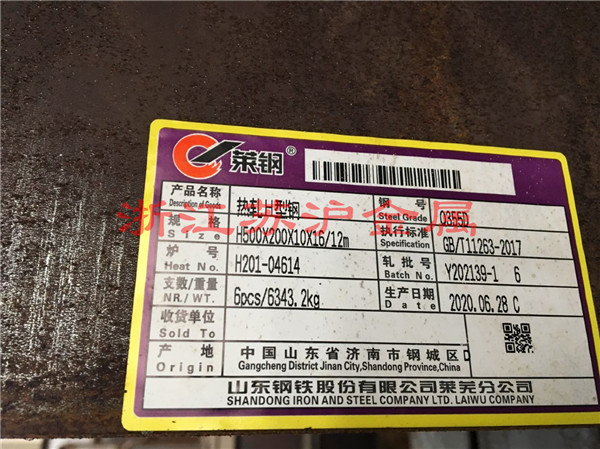 莱钢®
产品名称 热轧H型钢 钢号 Q355D
Description of Goods Steel Grade
浙江苏沪金属
规格 H500X200X10X16/12m 执行标准 GB/T11263-2017
Size Specification
炉号 H201-04614 轧批号 Y202139-1 6
Heat No. Batch No.
支数/重量 6pcs/6343.2kg 生产日期 2020.06.28 C
NR./WT. Date
收货单位
Sold To
产地 中国山东省济南市钢城区
Origin Gangcheng District Jinan City,Shandong Province,China
山东钢铁股份有限公司莱芜分公司
SHANDONG IRON AND STEEL COMPANY LTD. LAIWU COMPANY